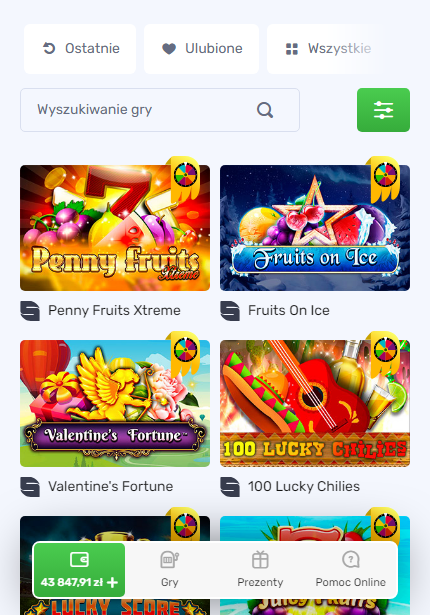 Ostatnie
Ulubione
Wszystkie
Wyszukiwanie gry
7
Penny Fruits
Xtreme
Fruits on Ice
Penny Fruits Xtreme
Fruits On Ice
Valentine's Fortune
100 LUCKY CHILIES
Valentine's Fortune
100 Lucky Chilies
43 847,91 zł +
Gry
Prezenty
Pomoc Online
LUCKY SCORE
Juicy Fruits